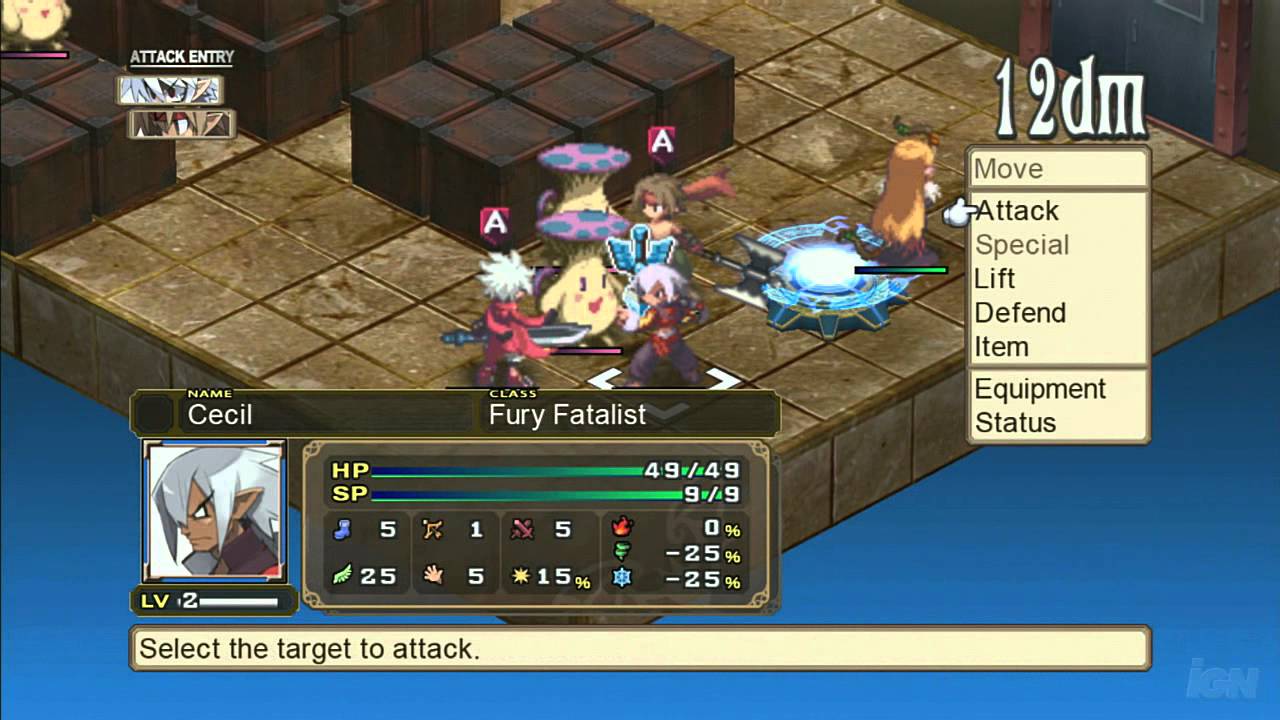 ATTACK ENTRY
12dm
A
A
Move
Attack
Special
Lift
Defend
Item
Equipment
Status
NAME
CLASS
Cecil
Fury Fatalist
HP 49/49
SP 9/9
5 1 5 0%
-25%
25 5 15% -25%
LV 2
Select the target to attack.
IGN